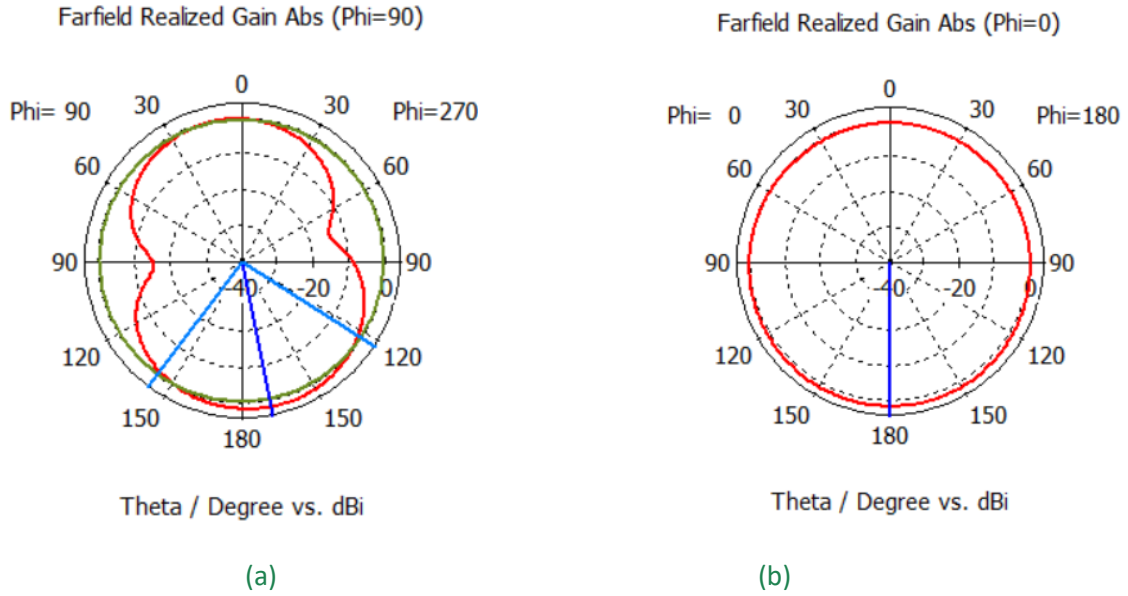 Farfield Realized Gain Abs (Phi=90)
0
30 30
Phi= 90 Phi=270
60 60
90 90
-40 -20 0
120 120
150 150
180
Theta / Degree vs. dBi
(a)
Farfield Realized Gain Abs (Phi=0)
0
30 30
Phi= 0 Phi=180
60 60
90 90
-40 -20 0
120 120
150 150
180
Theta / Degree vs. dBi
(b)